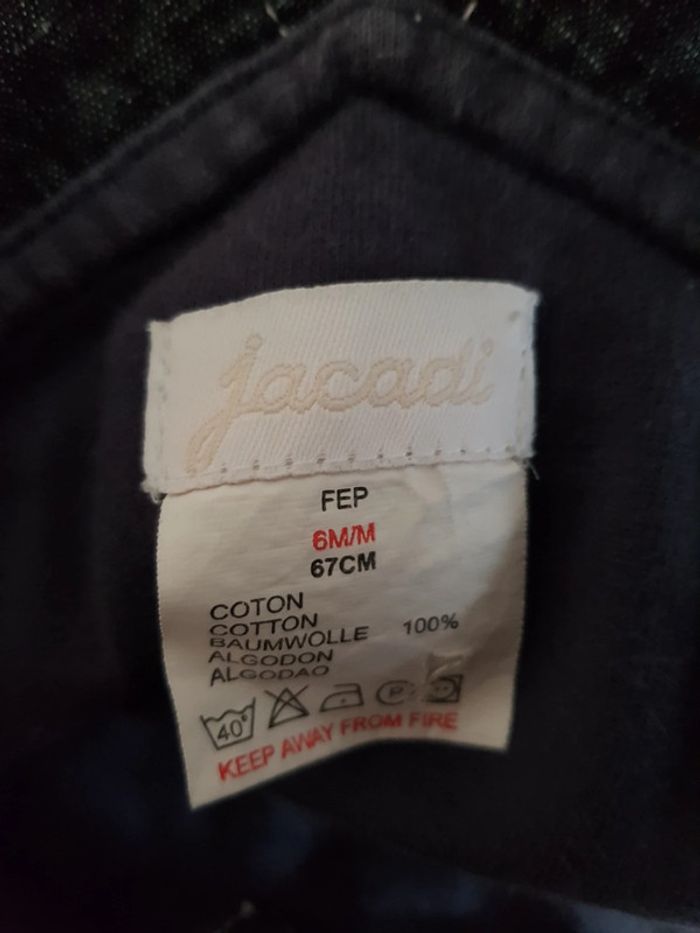 jacadi
FEP
6M/M
67CM
COTON
COTTON
BAUMWOLLE 100%
ALGODON
ALGODAO
40° P
KEEP AWAY FROM FIRE